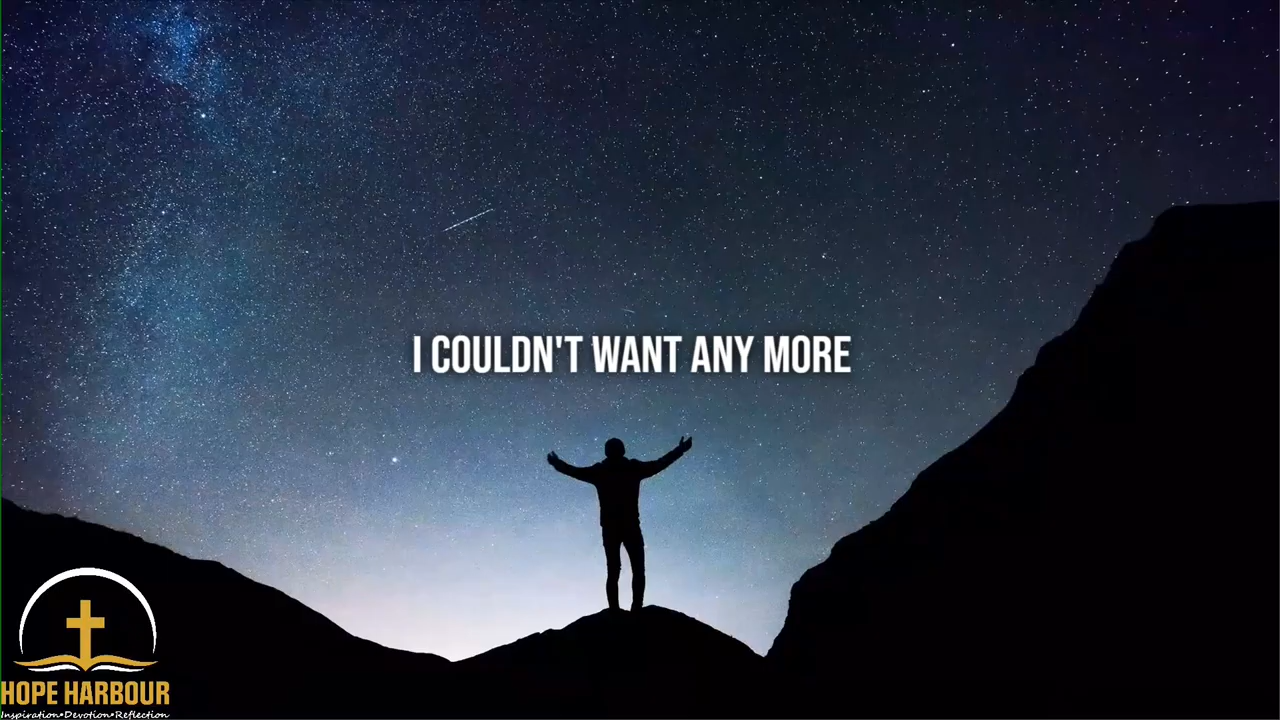 I COULDN'T WANT ANY MORE
HOPE HARBOUR
Inspiration•Devotion•Reflection